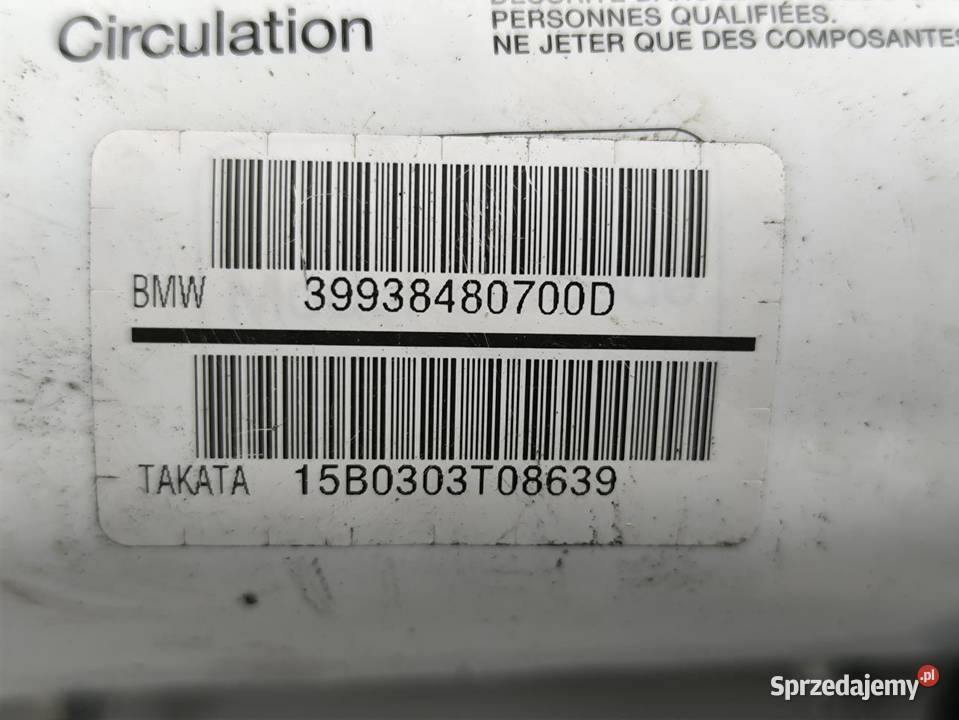 Circulation
PERSONNES QUALIFIÉES.
NE JETER QUE DES COMPOSANTES
BMW 39938480700D
TAKATA 15B0303T08639
Sprzedajemy.pl